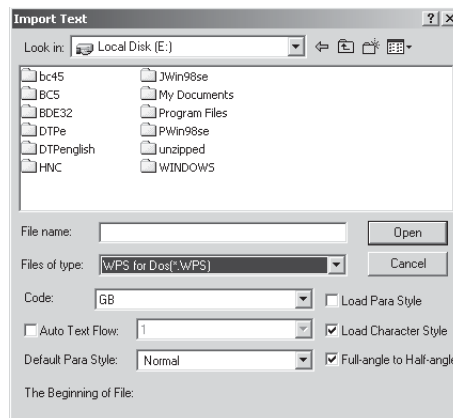 Import Text
Look in: Local Disk (E:)
bc45 JWin98se
BC5 My Documents
BDE32 Program Files
DTPe PWin98se
DTPenglish unzipped
HNC WINDOWS
File name: Open
Files of type: WPS for Dos(*.WPS) Cancel
Code: GB Load Para Style
Auto Text Flow: 1 Load Character Style
Default Para Style: Normal Full-angle to Half-angle
The Beginning of File: